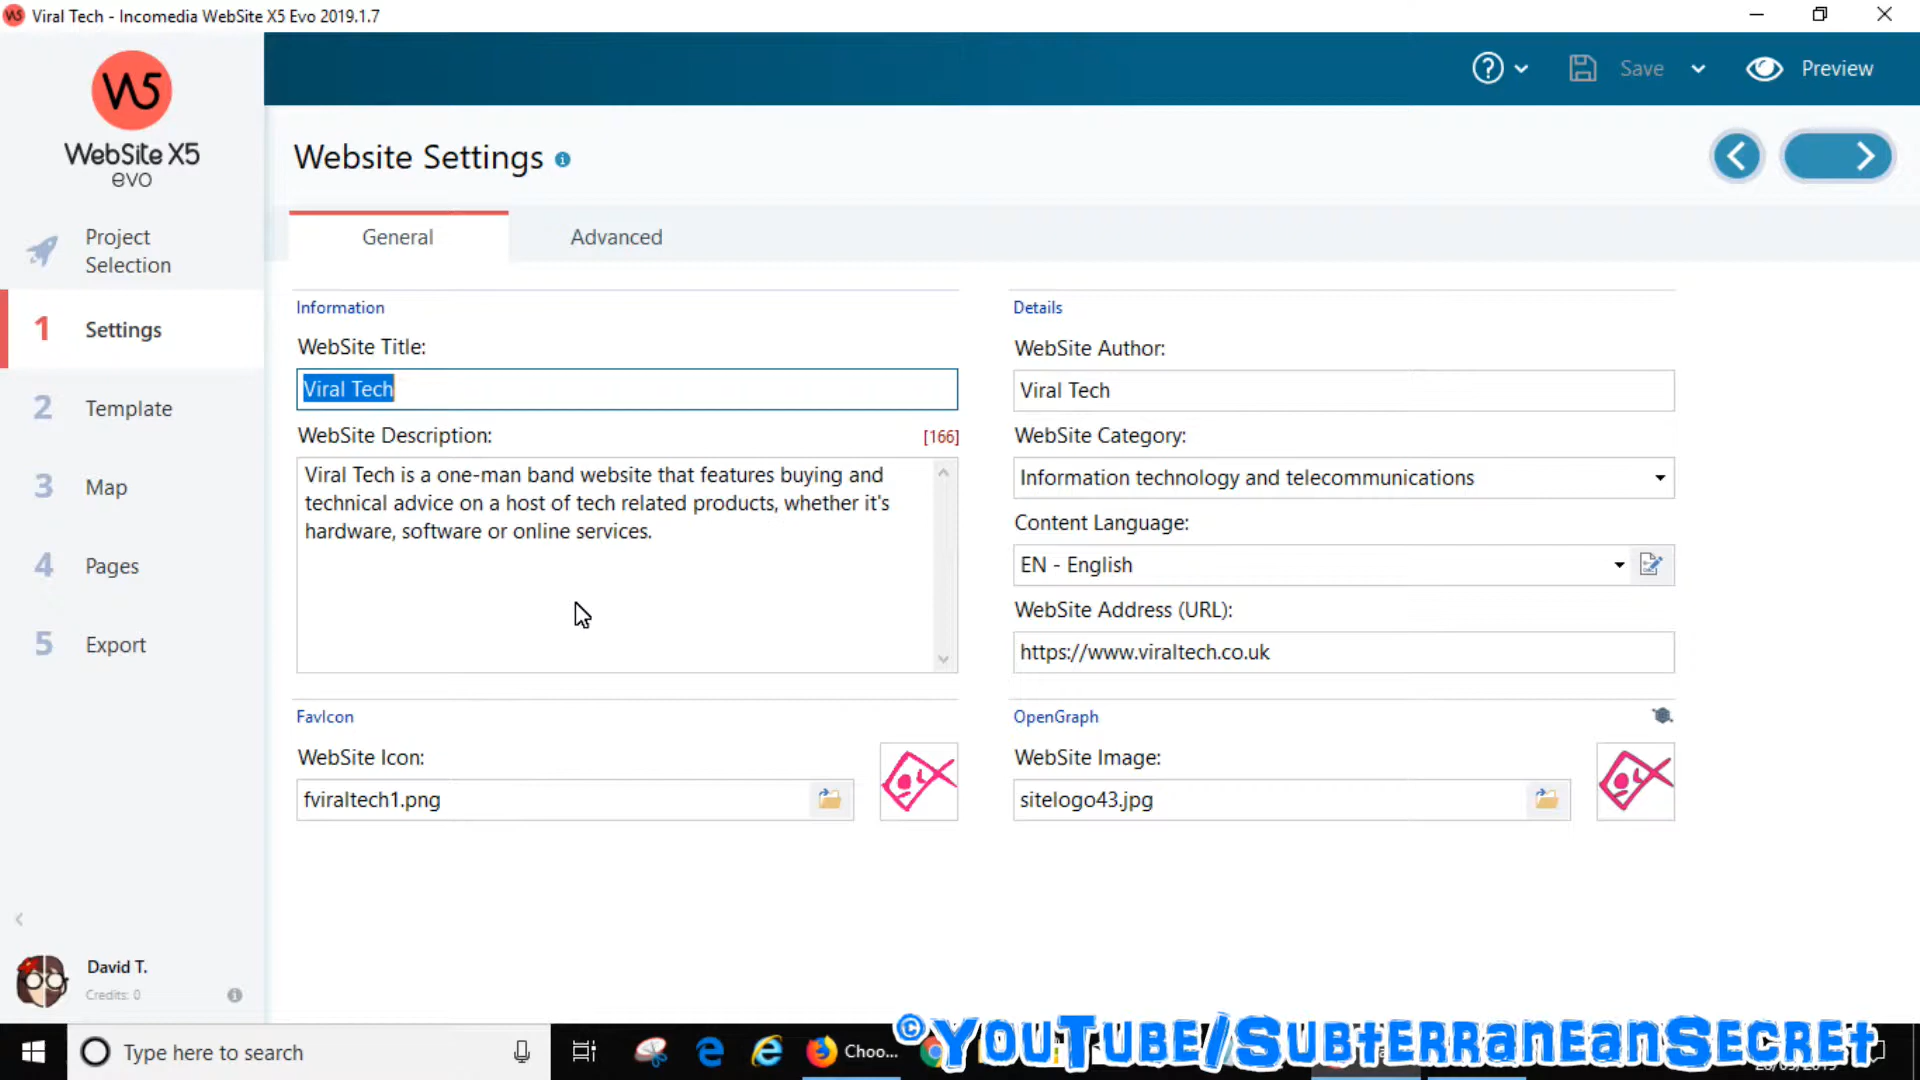 Viral Tech - Incomedia WebSite X5 Evo 2019.1.7
W5
WebSite X5
evo
Save
Preview
Website Settings
General
Advanced
Project
Selection
1 Settings
2 Template
3 Map
4 Pages
5 Export
Information
WebSite Title:
Viral Tech
WebSite Description:
[166]
Viral Tech is a one-man band website that features buying and
technical advice on a host of tech related products, whether it's
hardware, software or online services.
Details
WebSite Author:
Viral Tech
WebSite Category:
Information technology and telecommunications
Content Language:
EN - English
WebSite Address (URL):
https://www.viraltech.co.uk
FavIcon
WebSite Icon:
fviraltech1.png
OpenGraph
WebSite Image:
sitelogo43.jpg
David T.
Credits: 0
Type here to search
Choo...
©YouTube/SubterraneanSecret